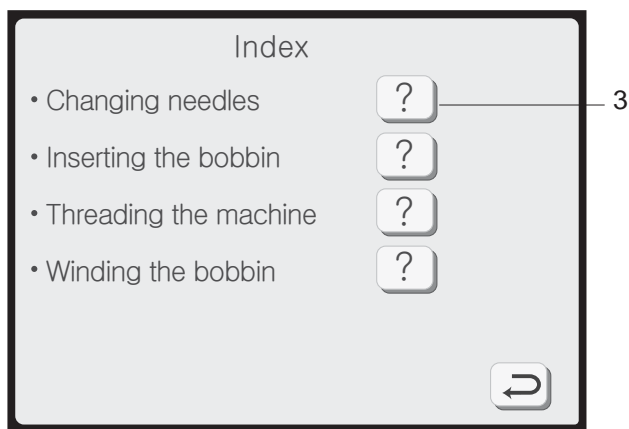 Index
• Changing needles ? 3
• Inserting the bobbin ?
• Threading the machine ?
• Winding the bobbin ?